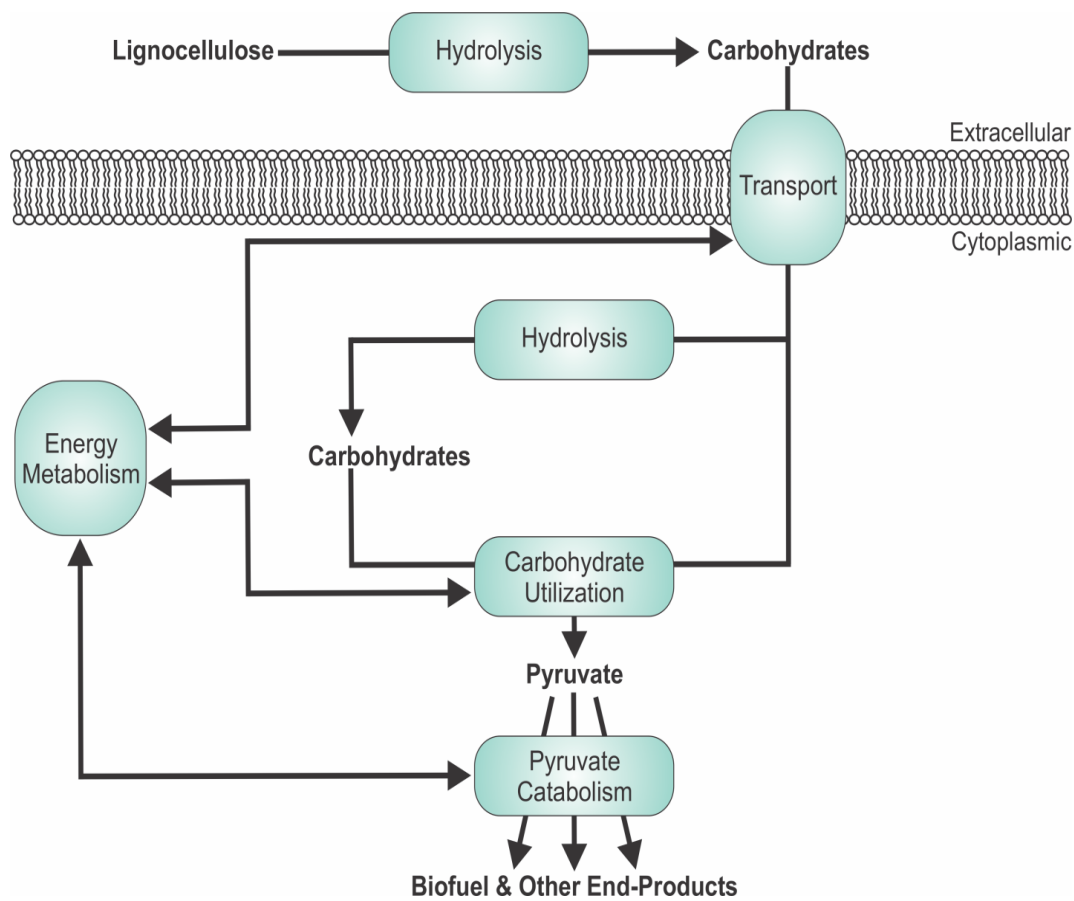 Lignocellulose
Hydrolysis
Carbohydrates
Extracellular
Transport
Cytoplasmic
Hydrolysis
Energy
Metabolism
Carbohydrates
Carbohydrate
Utilization
Pyruvate
Pyruvate
Catabolism
Biofuel & Other End-Products